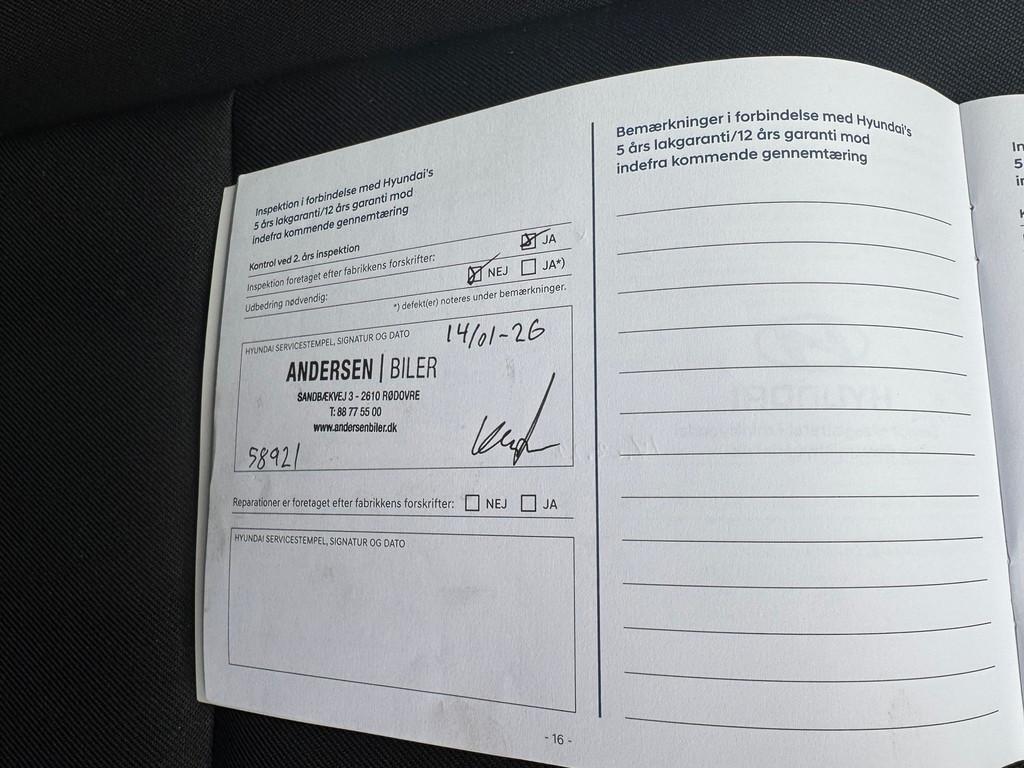 Inspektion i forbindelse med Hyundai's
5 års lakgaranti/12 års garanti mod
indefra kommende gennemtæring
Kontrol ved 2. års inspektion
Inspektion foretaget efter fabrikkens forskrifter: JA
Udbedring nødvendig: NEJ JA*)
*) defekt(er) noteres under bemærkninger.
HYUNDAI SERVICESTEMPEL, SIGNATUR OG DATO
14/01-26
ANDERSEN | BILER
SANDBÆKVEJ 3 - 2610 RØDOVRE
T: 88 77 55 00
www.andersenbiler.dk
58921
Reparationer er foretaget efter fabrikkens forskrifter: NEJ JA
HYUNDAI SERVICESTEMPEL, SIGNATUR OG DATO
- 16 -
Bemærkninger i forbindelse med Hyundai's
5 års lakgaranti/12 års garanti mod
indefra kommende gennemtæring
In
5